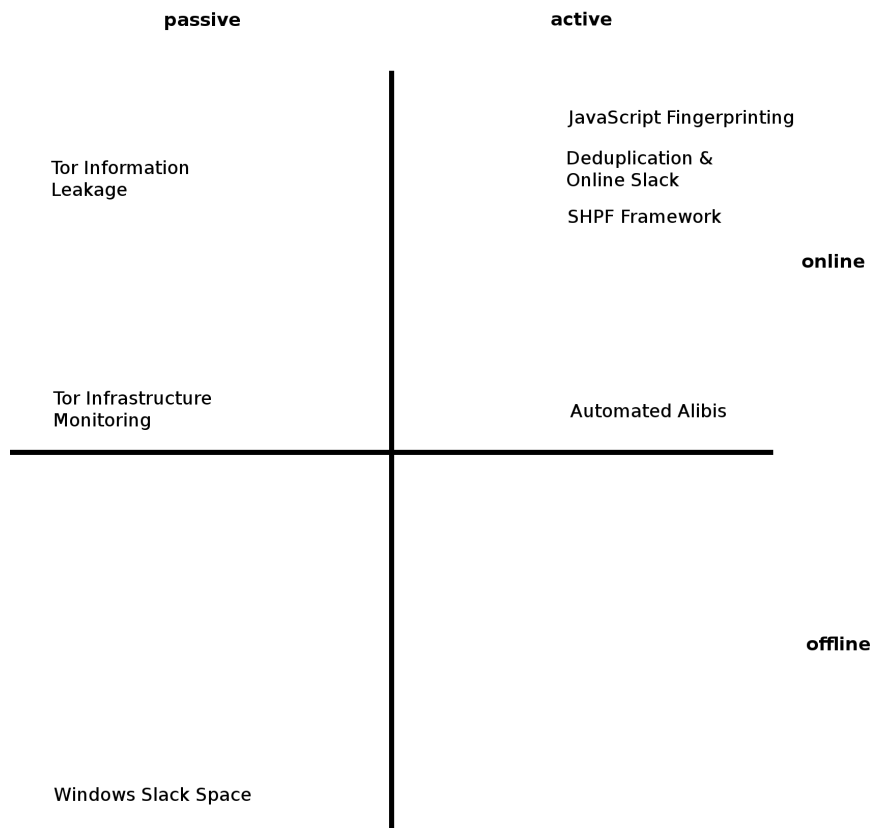 passive
active
JavaScript Fingerprinting
Tor Information
Leakage
Deduplication &
Online Slack
SHPF Framework
online
Tor Infrastructure
Monitoring
Automated Alibis
offline
Windows Slack Space